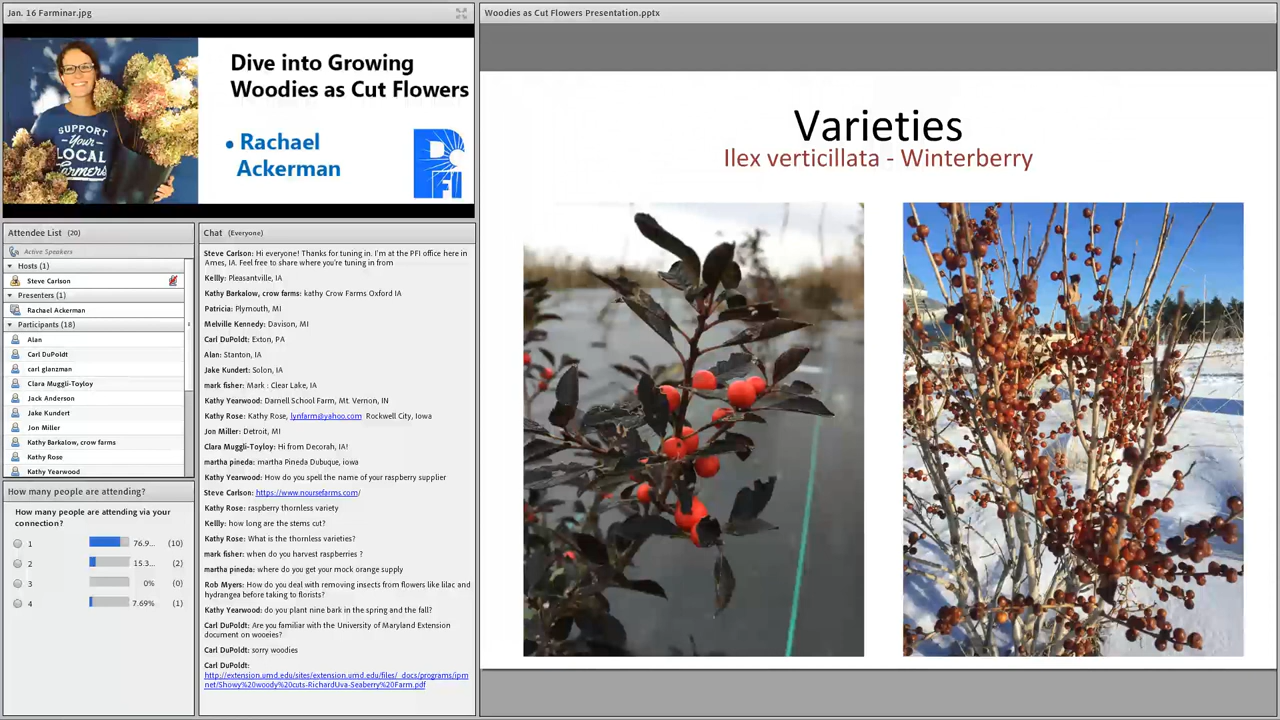 Jan. 16 Farminar.jpg
SUPPORT
Your
LOCAL
Farmers
Dive into Growing
Woodies as Cut Flowers
• Rachael
Ackerman
PFI
Attendee List (20)
Active Speakers
Hosts (1)
Steve Carlson
Presenters (1)
Rachael Ackerman
Participants (18)
Alan
Carl DuPoldt
carl glanzman
Clara Muggli-Toyloy
Jack Anderson
Jake Kundert
Jon Miller
Kathy Barkalow, crow farms
Kathy Rose
Kathy Yearwood
How many people are attending?
How many people are attending via your
connection?
1 76.9... (10)
2 15.3... (2)
3 0% (0)
4 7.69% (1)
Chat (Everyone)
Steve Carlson: Hi everyone! Thanks for tuning in. I'm at the PFI office here in
Ames, IA. Feel free to share where you're tuning in from
Kellly: Pleasantville, IA
Kathy Barkalow, crow farms: kathy Crow Farms Oxford IA
Patricia: Plymouth, MI
Melville Kennedy: Davison, MI
Carl DuPoldt: Exton, PA
Alan: Stanton, IA
Jake Kundert: Solon, IA
mark fisher: Mark : Clear Lake, IA
Kathy Yearwood: Darnell School Farm, Mt. Vernon, IN
Kathy Rose: Kathy Rose, lynfarm@yahoo.com Rockwell City, Iowa
Jon Miller: Detroit, MI
Clara Muggli-Toyloy: Hi from Decorah, IA!
martha pineda: martha Pineda Dubuque, iowa
Kathy Yearwood: How do you spell the name of your raspberry supplier
Steve Carlson: https://www.noursefarms.com/
Kathy Rose: raspberry thornless variety
Kellly: how long are the stems cut?
Kathy Rose: What is the thornless varieties?
mark fisher: when do you harvest raspberries ?
martha pineda: where do you get your mock orange supply
Rob Myers: How do you deal with removing insects from flowers like lilac and
hydrangea before taking to florists?
Kathy Yearwood: do you plant nine bark in the spring and the fall?
Carl DuPoldt: Are you familiar with the University of Maryland Extension
document on wooeies?
Carl DuPoldt: sorry woodies
Carl DuPoldt:
http://extension.umd.edu/sites/extension.umd.edu/files/_docs/programs/ipm
net/Showy%20woody%20cuts-RichardUva-Seaberry%20Farm.pdf
Woodies as Cut Flowers Presentation.pptx
Varieties
Ilex verticillata - Winterberry